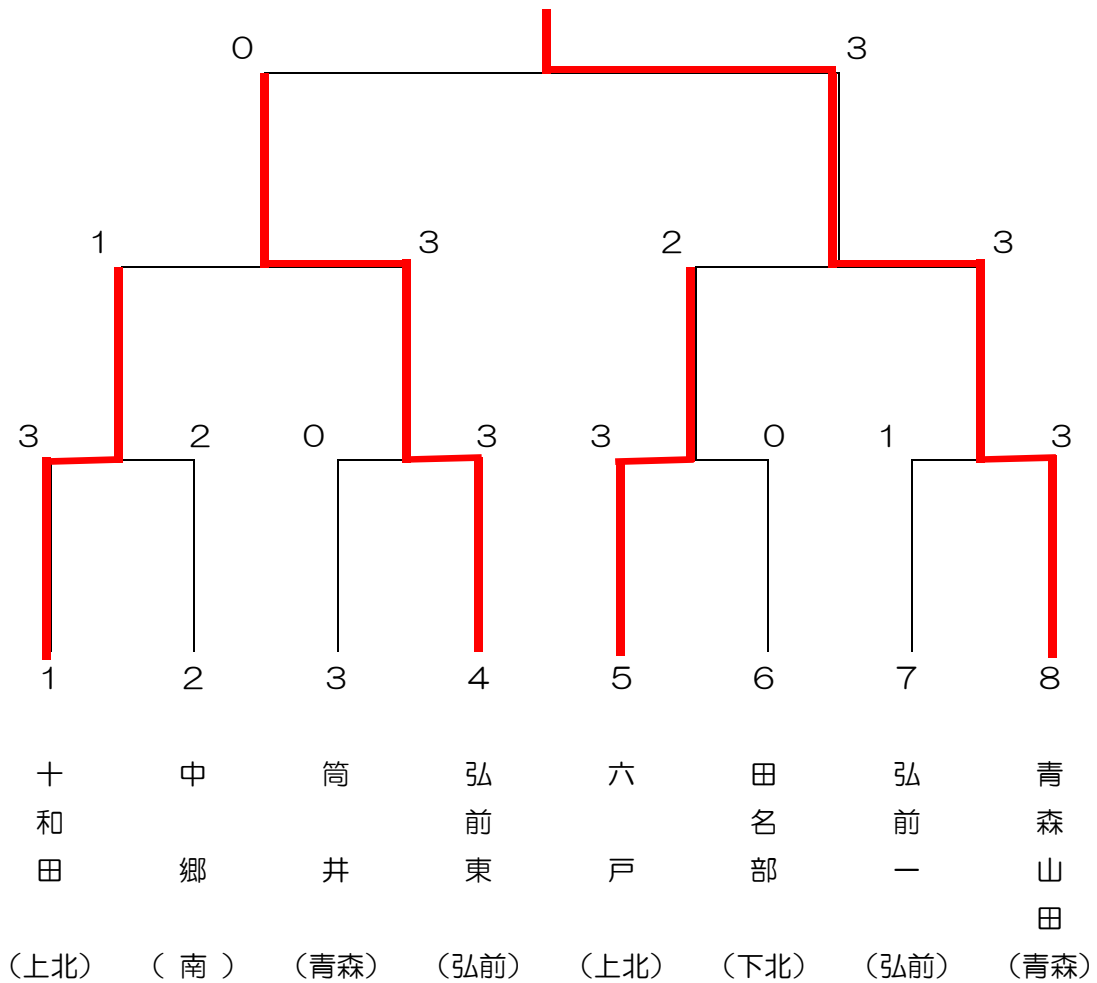 ０ ３
１ ３ ２ ３
３ ２ ０ ３ ３ ０ １ ３
１ ２ ３ ４ ５ ６ ７ ８
十和田 中郷 筒井 弘前東 六戸 田名部 弘前一 青森山田
（上北） （ 南 ） （青森） （弘前） （上北） （下北） （弘前） （青森）